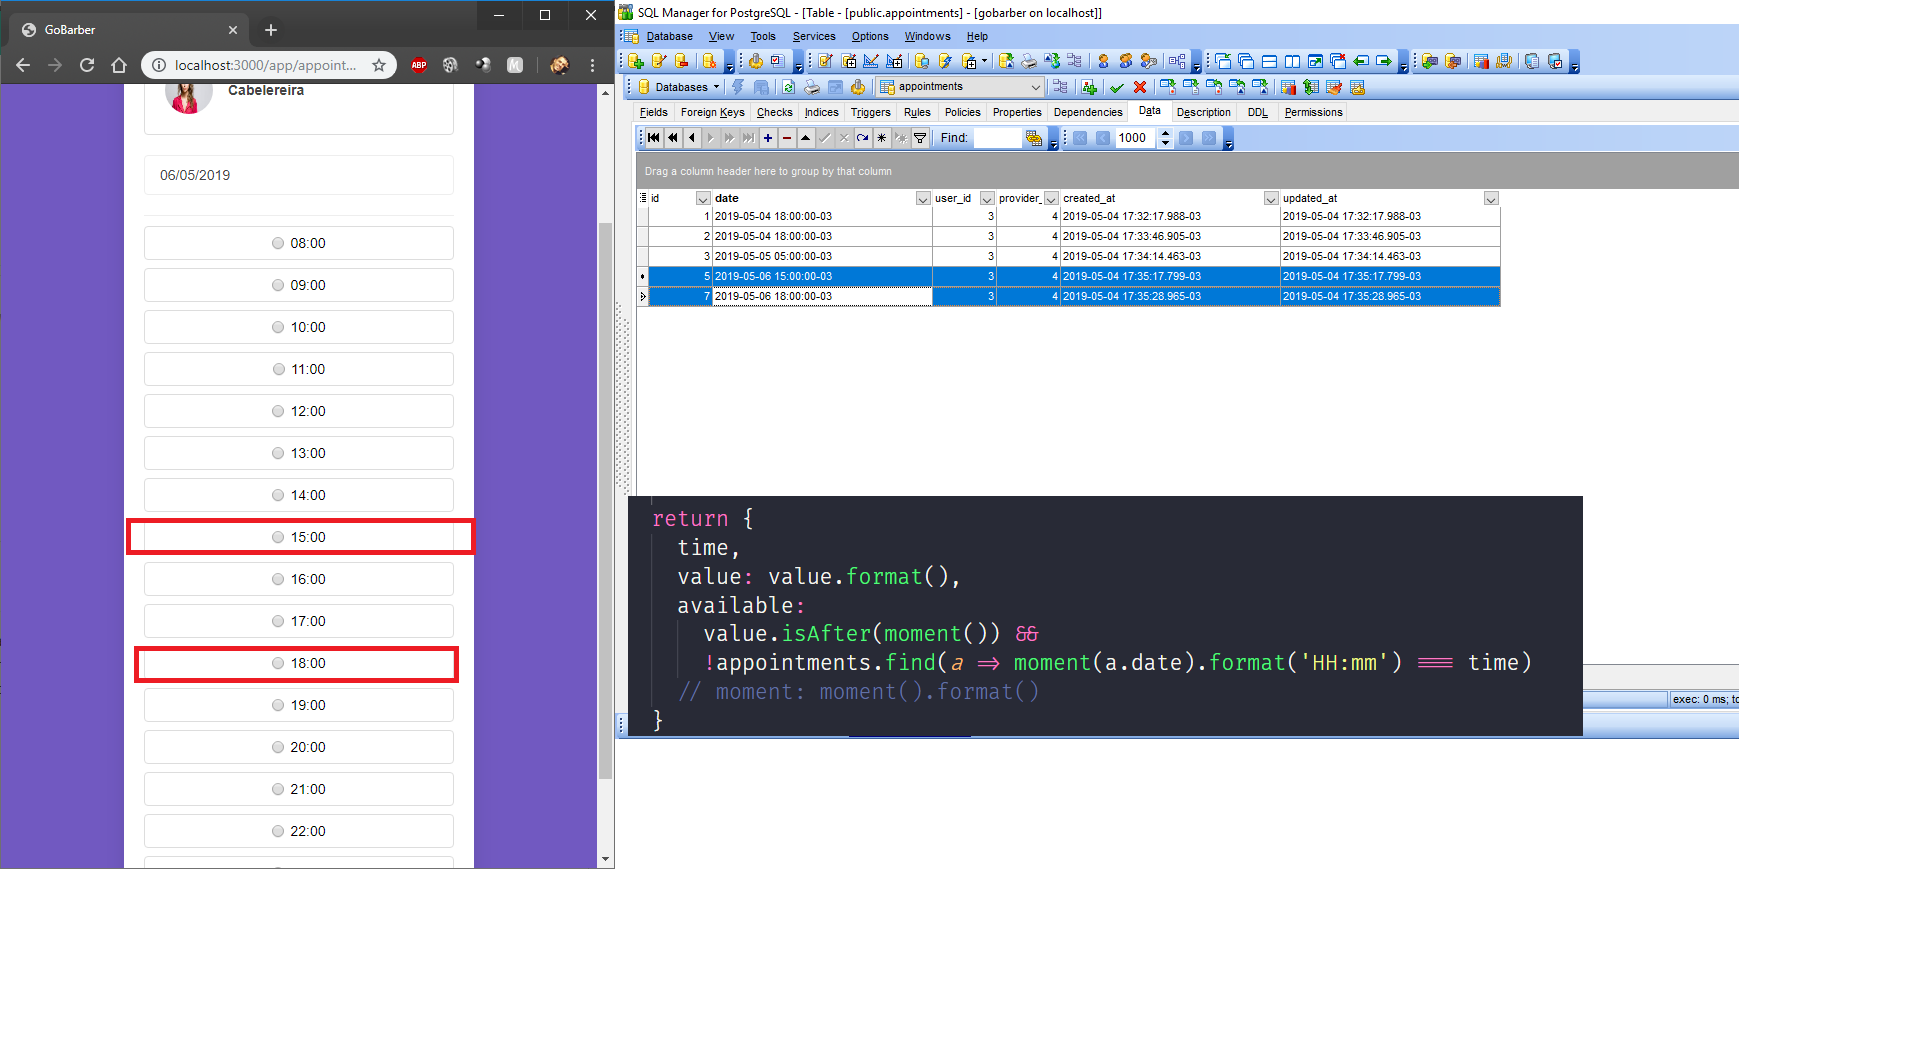 GoBarber
localhost:3000/app/appoint...
ABP
M
Cabelereira
06/05/2019
08:00
09:00
10:00
11:00
12:00
13:00
14:00
15:00
16:00
17:00
18:00
19:00
20:00
21:00
22:00
SQL Manager for PostgreSQL - [Table - [public.appointments] - [gobarber on localhost]]
Database View Tools Services Options Windows Help
Databases appointments
Fields Foreign Keys Checks Indices Triggers Rules Policies Properties Dependencies Data Description DDL Permissions
Find: 1000
Drag a column header here to group by that column
id date user_id provider_ created_at updated_at
1 2019-05-04 18:00:00-03 3 4 2019-05-04 17:32:17.988-03 2019-05-04 17:32:17.988-03
2 2019-05-04 18:00:00-03 3 4 2019-05-04 17:33:46.905-03 2019-05-04 17:33:46.905-03
3 2019-05-05 05:00:00-03 3 4 2019-05-04 17:34:14.463-03 2019-05-04 17:34:14.463-03
5 2019-05-06 15:00:00-03 3 4 2019-05-04 17:35:17.799-03 2019-05-04 17:35:17.799-03
7 2019-05-06 18:00:00-03 3 4 2019-05-04 17:35:28.965-03 2019-05-04 17:35:28.965-03
return {
time,
value: value.format(),
available:
value.isAfter(moment()) &&
!appointments.find(a => moment(a.date).format('HH:mm') === time)
// moment: moment().format()
}
exec: 0 ms;